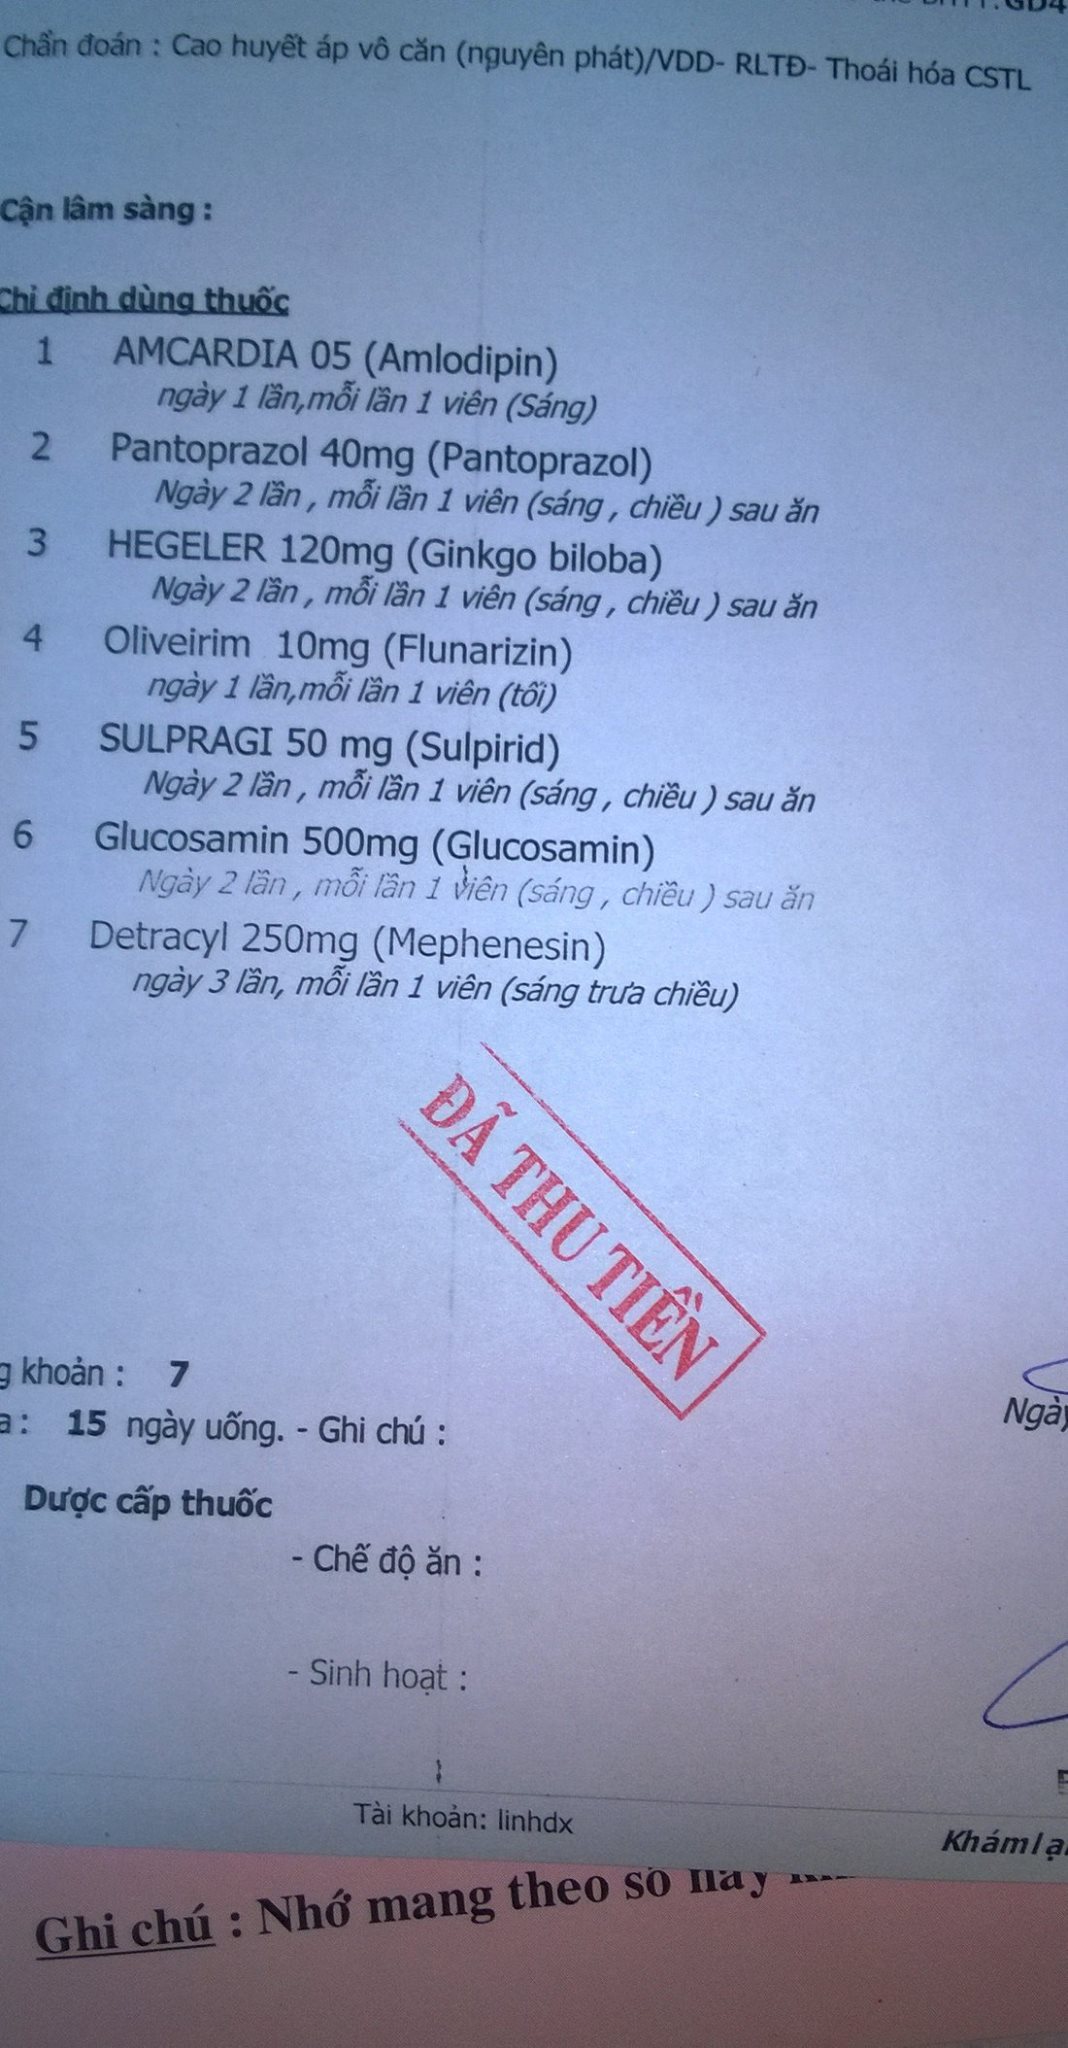 Chẩn đoán : Cao huyết áp vô căn (nguyên phát)/VDD- RLTĐ- Thoái hóa CSTL
Cận lâm sàng :
Chỉ định dùng thuốc
1 AMCARDIA 05 (Amlodipin)
ngày 1 lần,mỗi lần 1 viên (Sáng)
2 Pantoprazol 40mg (Pantoprazol)
Ngày 2 lần , mỗi lần 1 viên (sáng , chiều ) sau ăn
3 HEGELER 120mg (Ginkgo biloba)
Ngày 2 lần , mỗi lần 1 viên (sáng , chiều ) sau ăn
4 Oliveirim 10mg (Flunarizin)
ngày 1 lần,mỗi lần 1 viên (tối)
5 SULPRAGI 50 mg (Sulpirid)
Ngày 2 lần , mỗi lần 1 viên (sáng , chiều ) sau ăn
6 Glucosamin 500mg (Glucosamin)
Ngày 2 lần , mỗi lần 1 viên (sáng , chiều ) sau ăn
7 Detracyl 250mg (Mephenesin)
ngày 3 lần, mỗi lần 1 viên (sáng trưa chiều)
ĐÃ THU TIỀN
khoản : 7
15 ngày uống. - Ghi chú :
Dược cấp thuốc
- Chế độ ăn :
- Sinh hoạt :
Tài khoản: linhdx
Ghi chú : Nhớ mang theo sổ này